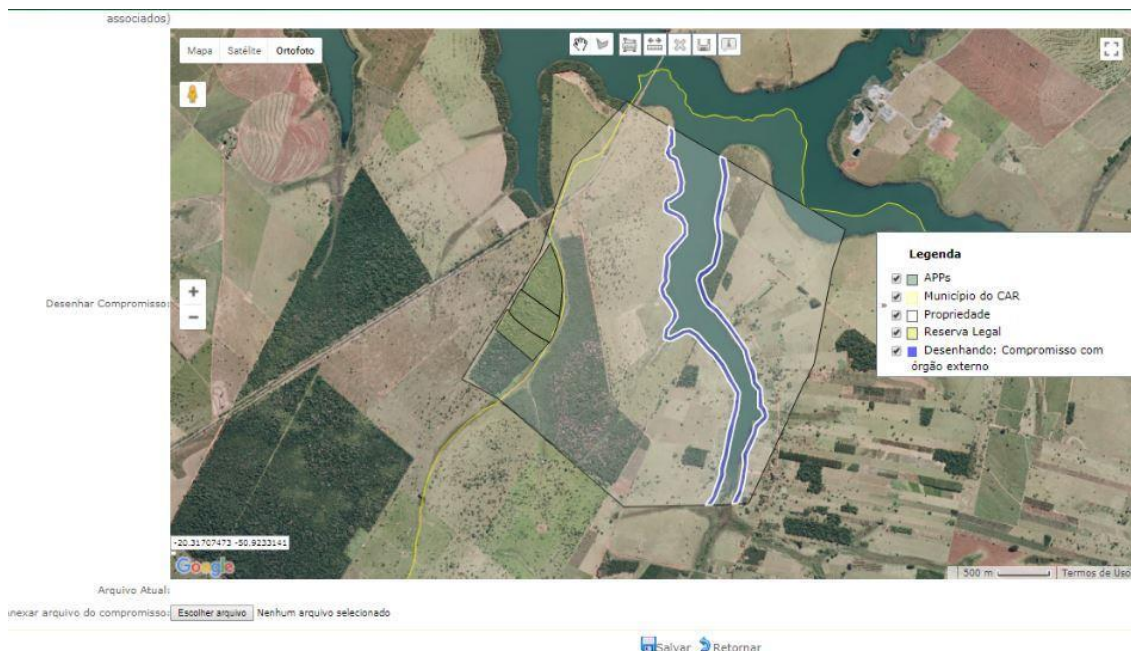 associados)
Mapa Satélite Ortofoto
Legenda
APPs
Município do CAR
Propriedade
Reserva Legal
Desenhando: Compromisso com
órgão externo
Desenhar Compromisso:
+
−
»
-20.31707473 -50.9233141
Google
500 m Termos de Uso
Arquivo Atual:
anexar arquivo do compromisso: Escolher arquivo Nenhum arquivo selecionado
Salvar Retornar